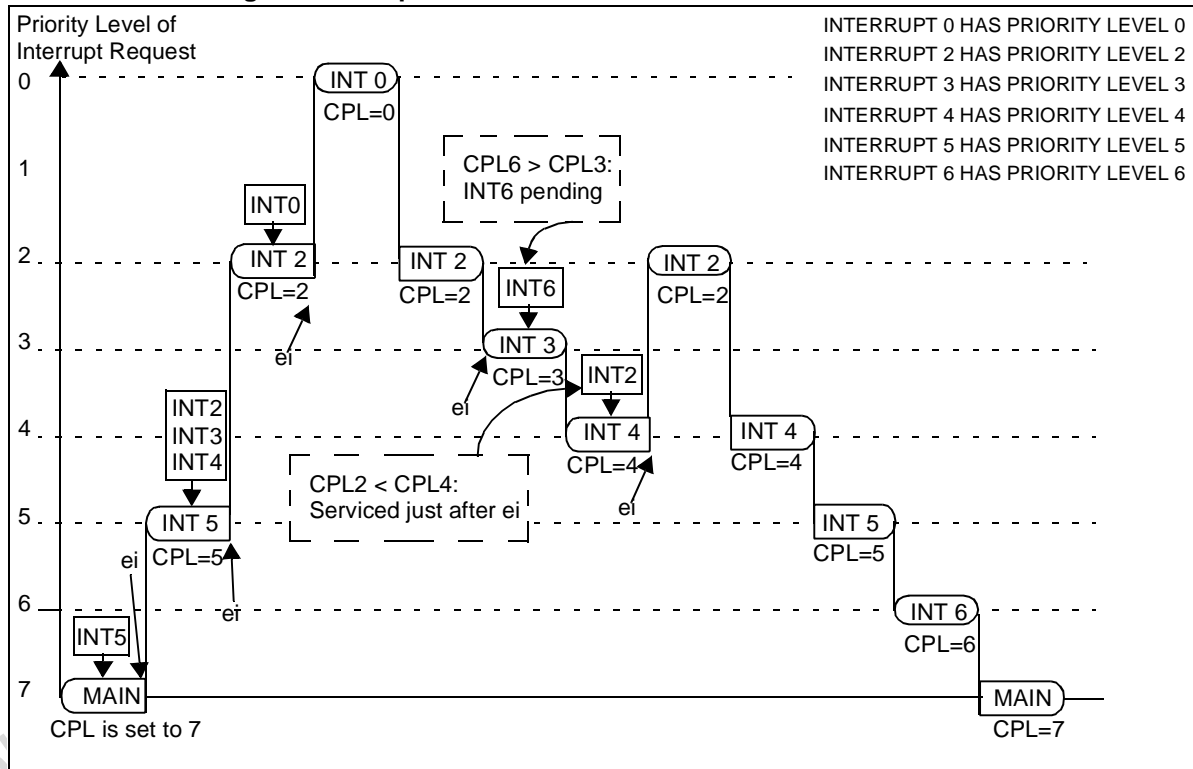 Priority Level of
Interrupt Request
INTERRUPT 0 HAS PRIORITY LEVEL 0
INTERRUPT 2 HAS PRIORITY LEVEL 2
INTERRUPT 3 HAS PRIORITY LEVEL 3
INTERRUPT 4 HAS PRIORITY LEVEL 4
INTERRUPT 5 HAS PRIORITY LEVEL 5
INTERRUPT 6 HAS PRIORITY LEVEL 6
0
INT 0
CPL=0
1
CPL6 > CPL3:
INT6 pending
INT0
2
INT 2
CPL=2
ei
INT 2
CPL=2
INT6
INT 2
CPL=2
3
INT 3
CPL=3
ei
INT2
INT2
INT3
INT4
4
INT 4
CPL=4
ei
INT 4
CPL=4
CPL2 < CPL4:
Serviced just after ei
5
INT 5
CPL=5
ei
ei
INT 5
CPL=5
6
INT 6
CPL=6
INT5
7
MAIN
CPL is set to 7
MAIN
CPL=7